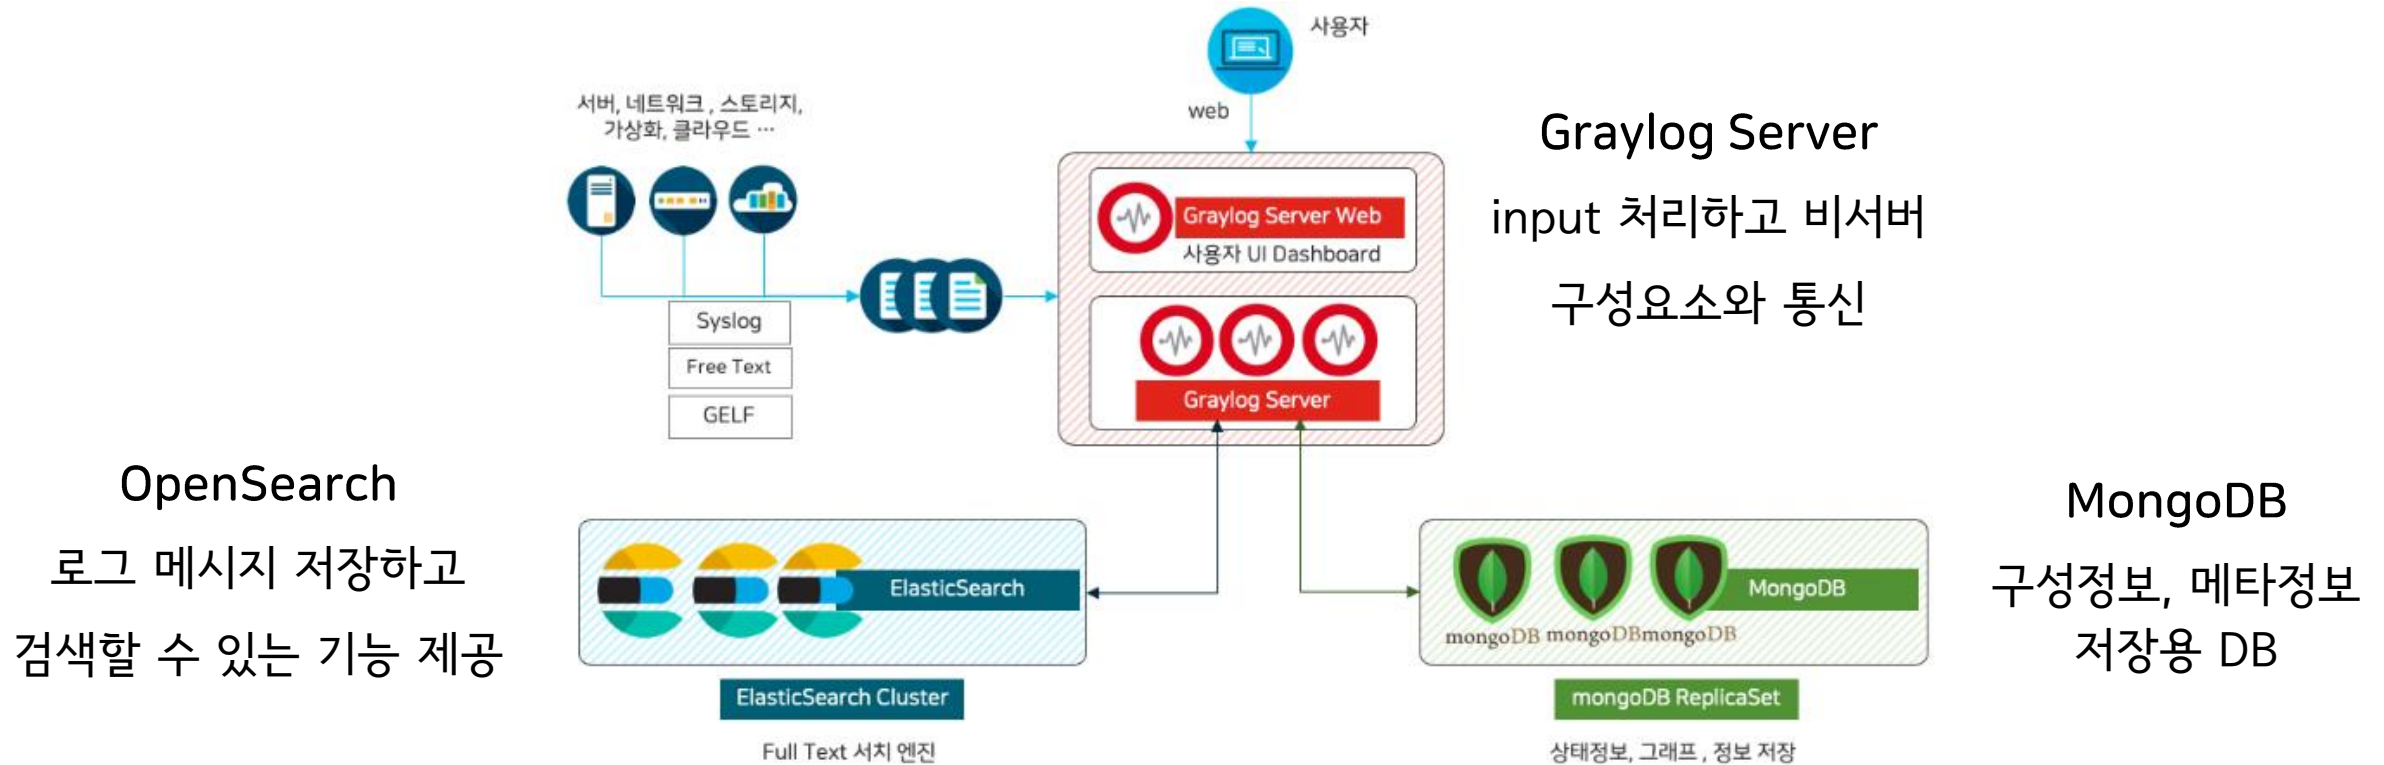 사용자
web
서버, 네트워크 , 스토리지,
가상화, 클라우드 ···
Syslog
Free Text
GELF
Graylog Server Web
사용자 UI Dashboard
Graylog Server
Graylog Server
input 처리하고 비서버
구성요소와 통신
OpenSearch
로그 메시지 저장하고
검색할 수 있는 기능 제공
ElasticSearch
ElasticSearch Cluster
Full Text 서치 엔진
mongoDB mongoDB mongoDB
MongoDB
mongoDB ReplicaSet
상태정보, 그래프 , 정보 저장
MongoDB
구성정보, 메타정보
저장용 DB